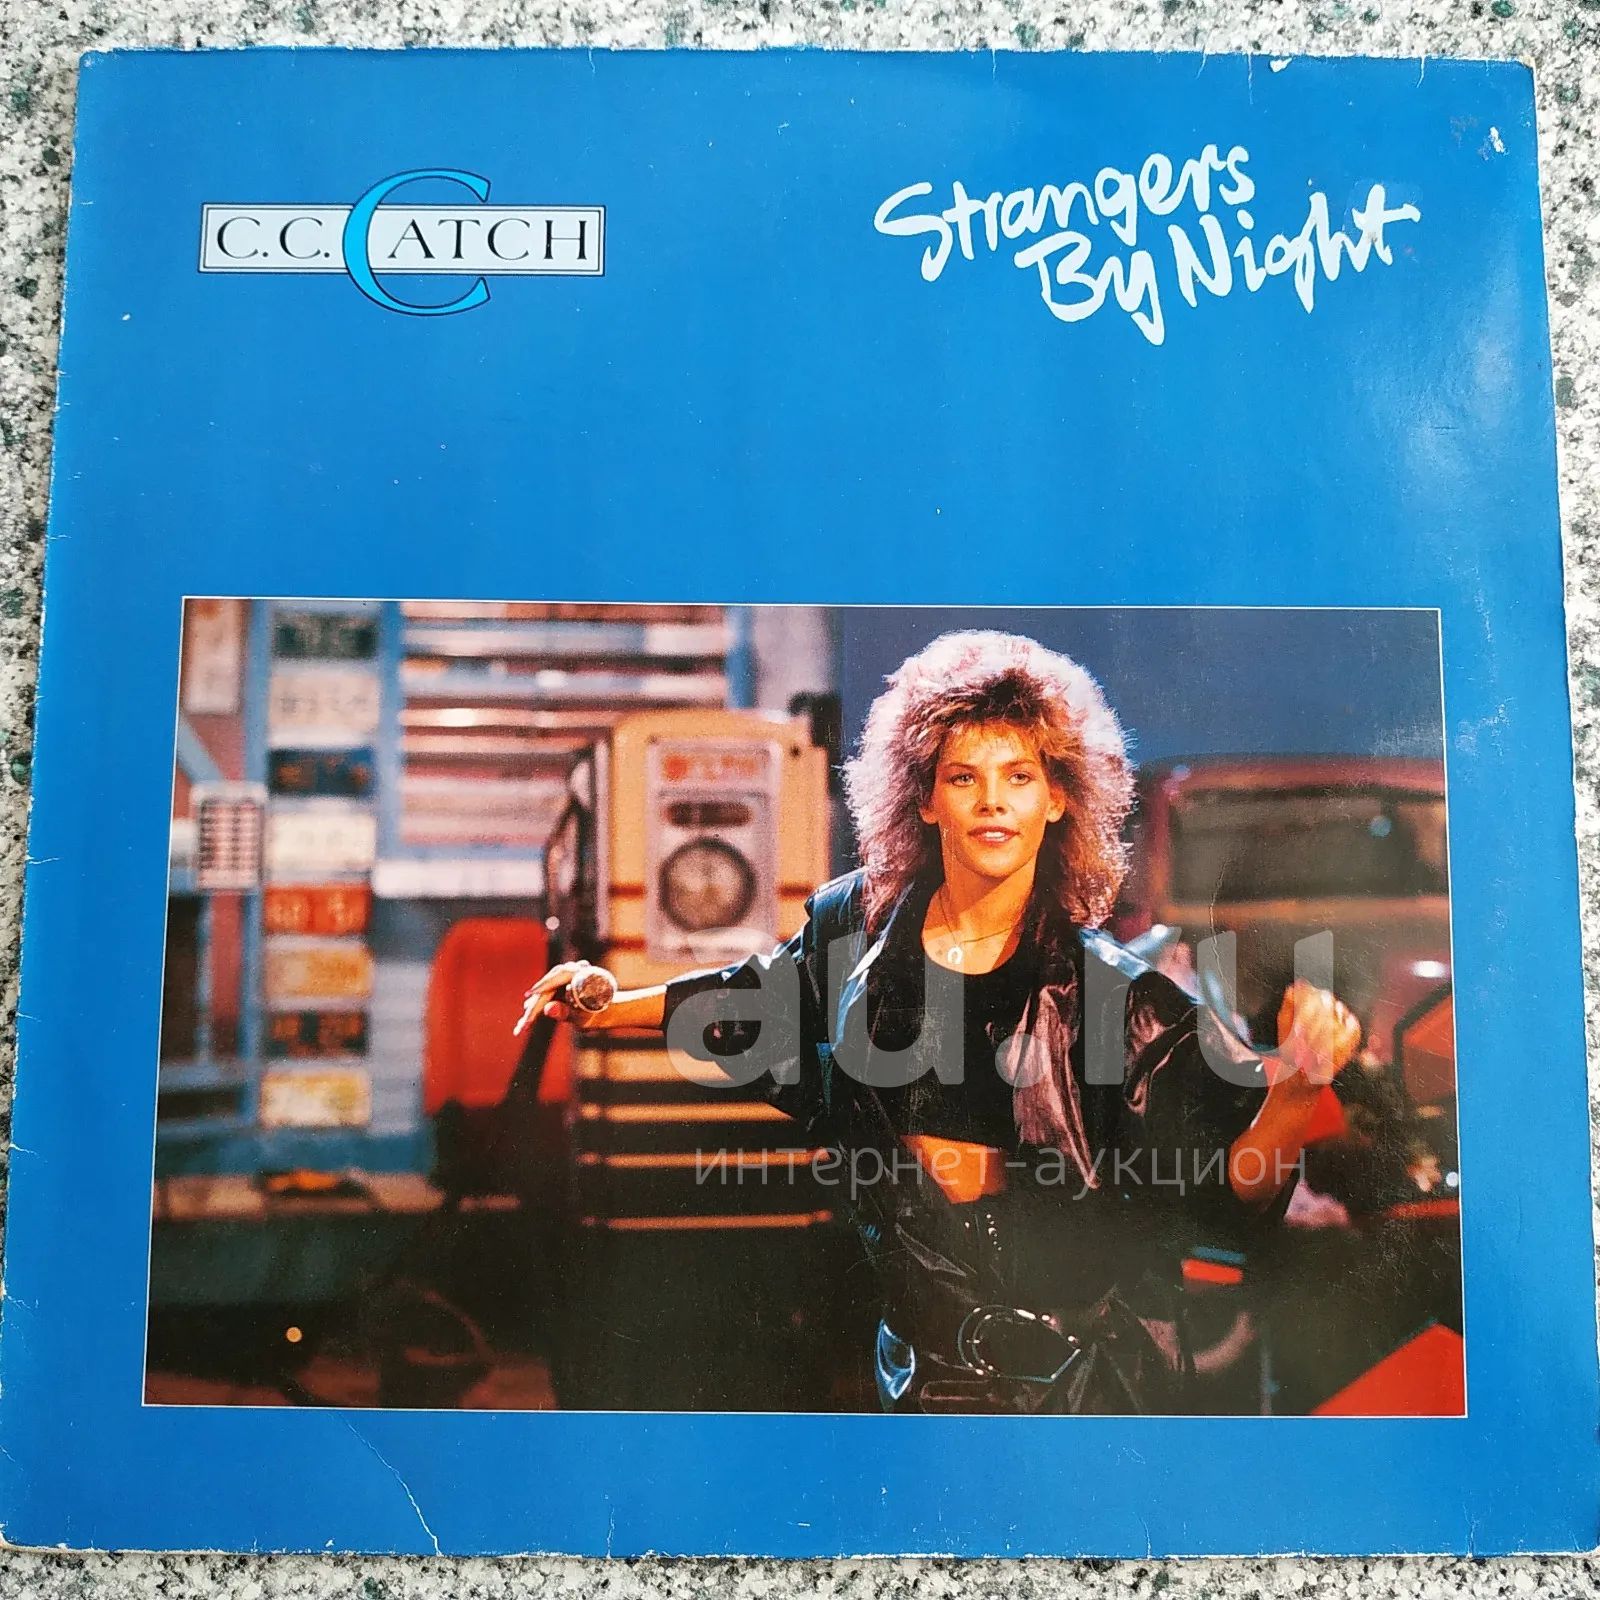 C.C.CATCH
Strangers
By Night
au.ru
интернет-аукцион